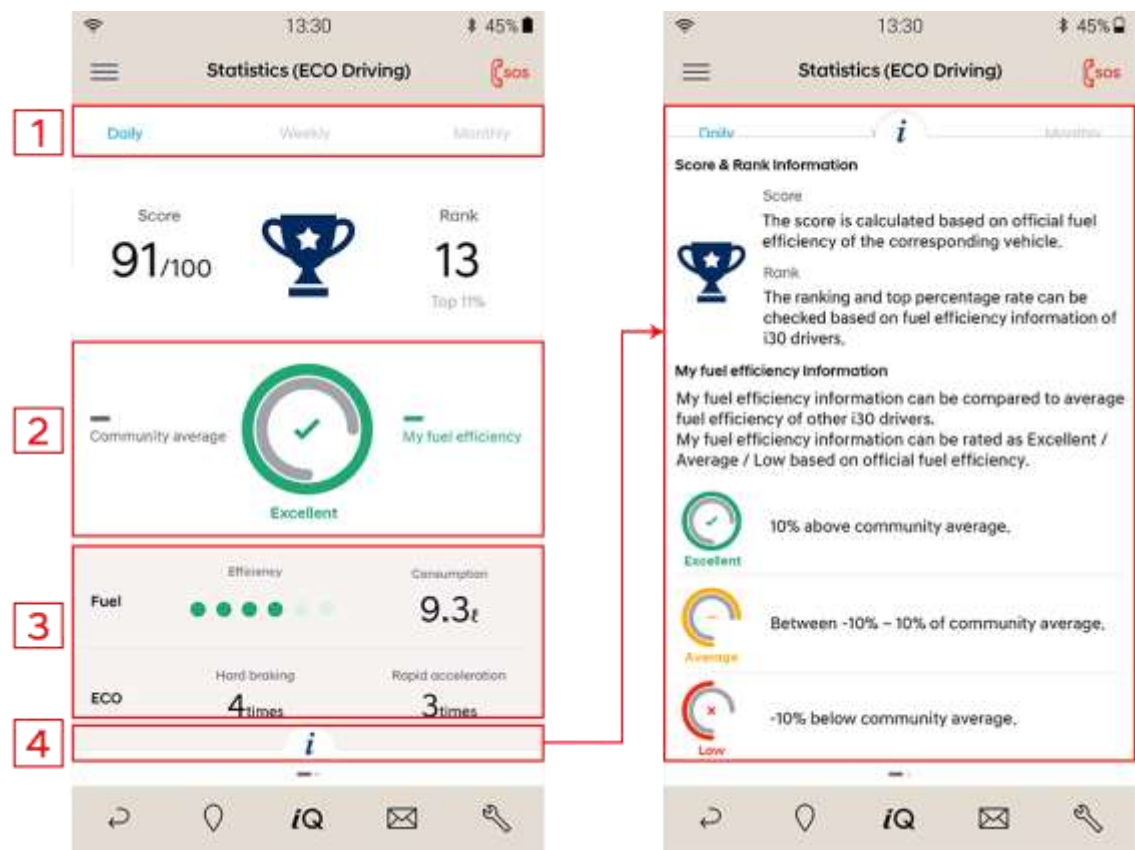 13:30
45%
Statistics (ECO Driving)
SOS
1
Daily
Weekly
Monthly
Score
91/100
Rank
13
Top 11%
2
Community average
My fuel efficiency
Excellent
3
Efficiency
Consumption
Fuel
9.3ℓ
Hard braking
Rapid acceleration
ECO
4times
3times
4
i
iQ
13:30
45%
Statistics (ECO Driving)
SOS
Daily
i
Monthly
Score & Rank Information
Score
The score is calculated based on official fuel
efficiency of the corresponding vehicle.
Rank
The ranking and top percentage rate can be
checked based on fuel efficiency information of
i30 drivers.
My fuel efficiency Information
My fuel efficiency information can be compared to average
fuel efficiency of other i30 drivers.
My fuel efficiency information can be rated as Excellent /
Average / Low based on official fuel efficiency.
10% above community average.
Excellent
Between -10% – 10% of community average.
Average
-10% below community average.
Low
iQ